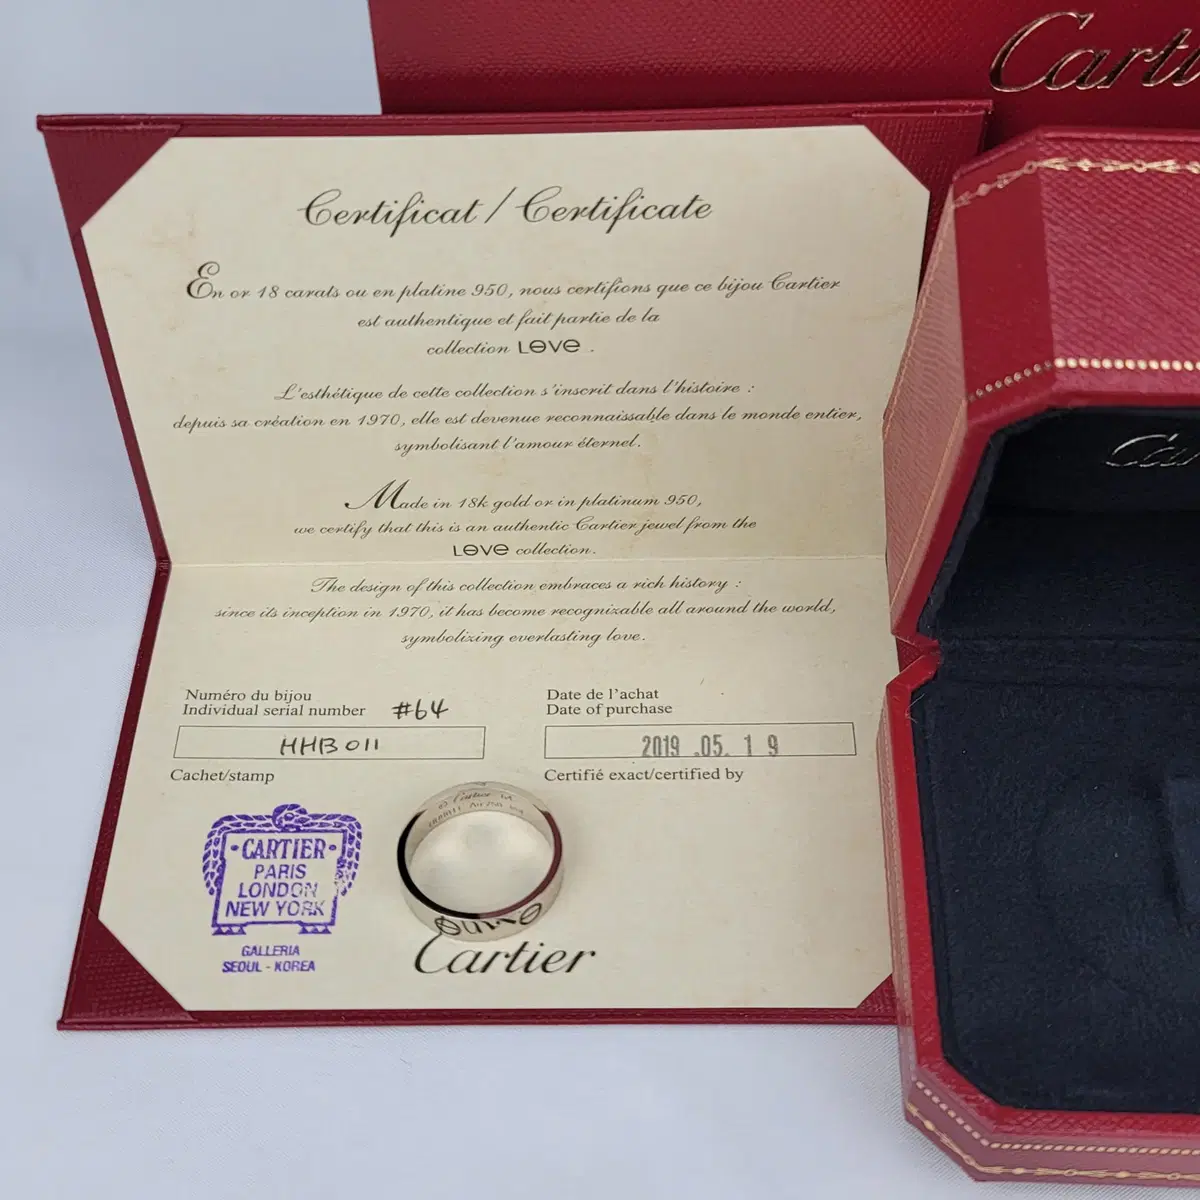 Cartier
Certificat / Certificate
En or 18 carats ou en platine 950, nous certifions que ce bijou Cartier
est authentique et fait partie de la
collection LOVE .
L'esthétique de cette collection s'inscrit dans l'histoire :
depuis sa création en 1970, elle est devenue reconnaissable dans le monde entier,
symbolisant l'amour éternel.
Made in 18k gold or in platinum 950,
we certify that this is an authentic Cartier jewel from the
LOVE collection.
The design of this collection embraces a rich history :
since its inception in 1970, it has become recognizable all around the world,
symbolizing everlasting love.
Numéro du bijou
Individual serial number #64
HHB011
Date de l'achat
Date of purchase
2019 .05. 1 9
Cachet/stamp
Certifié exact/certified by
CARTIER
PARIS
LONDON
NEW YORK
GALLERIA
SEOUL - KOREA
Cartier
Cartier